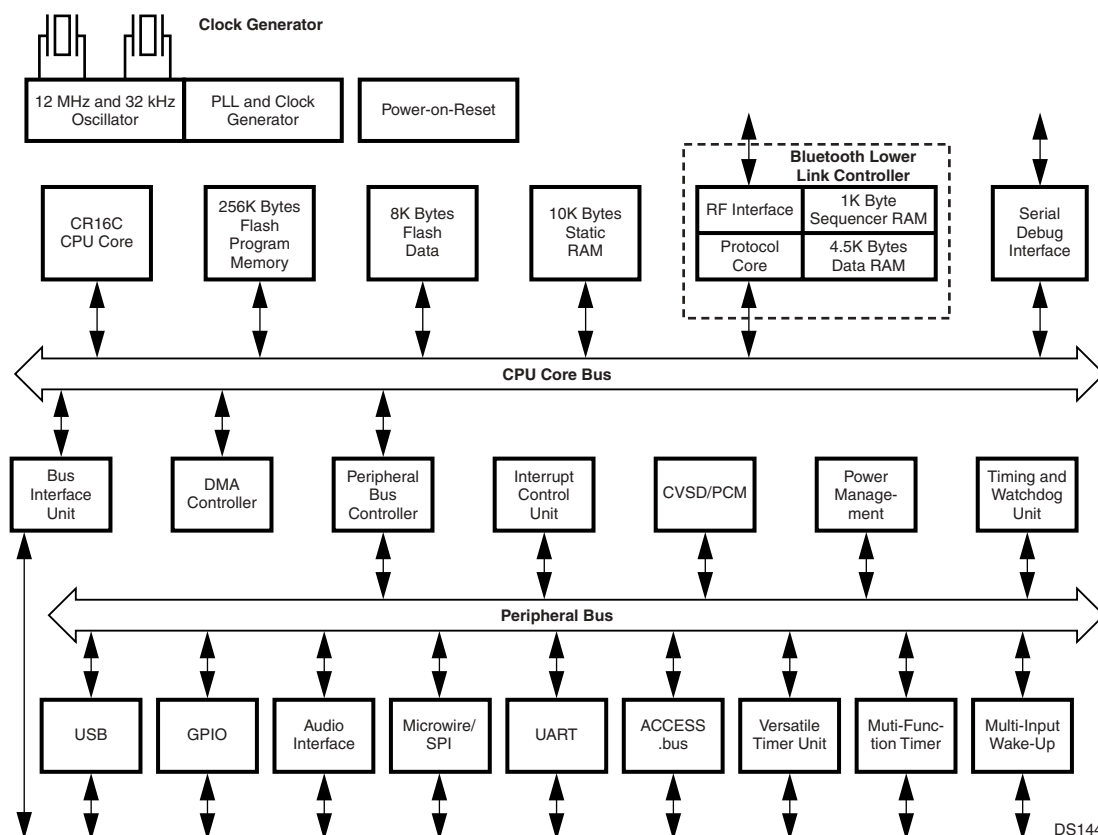 Clock Generator
12 MHz and 32 kHz
Oscillator
PLL and Clock
Generator
Power-on-Reset
Bluetooth Lower
Link Controller
CR16C
CPU Core
256K Bytes
Flash
Program
Memory
8K Bytes
Flash
Data
10K Bytes
Static
RAM
RF Interface
1K Byte
Sequencer RAM
Protocol
Core
4.5K Bytes
Data RAM
Serial
Debug
Interface
CPU Core Bus
Bus
Interface
Unit
DMA
Controller
Peripheral
Bus
Controller
Interrupt
Control
Unit
CVSD/PCM
Power
Manage-
ment
Timing and
Watchdog
Unit
Peripheral Bus
USB
GPIO
Audio
Interface
Microwire/
SPI
UART
ACCESS
.bus
Versatile
Timer Unit
Muti-Func-
tion Timer
Multi-Input
Wake-Up
DS144